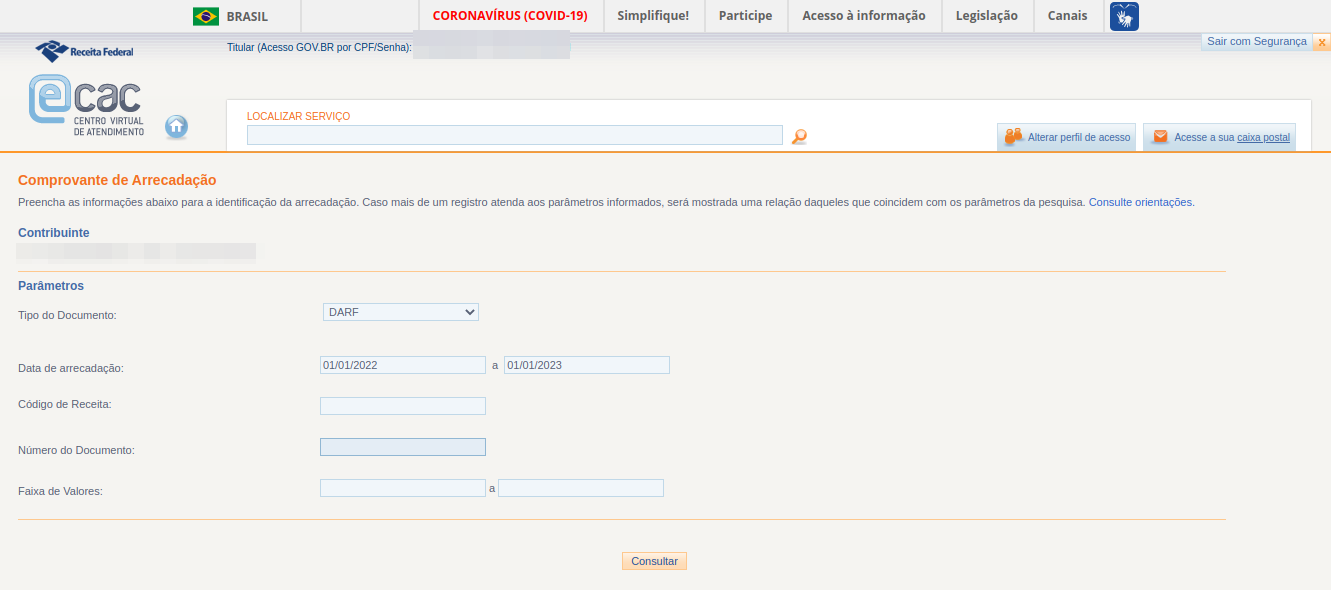 BRASIL CORONAVÍRUS (COVID-19) Simplifique! Participe Acesso à informação Legislação Canais
Receita Federal
Titular (Acesso GOV.BR por CPF/Senha):
Sair com Segurança x
ecac
CENTRO VIRTUAL
DE ATENDIMENTO
LOCALIZAR SERVIÇO
Alterar perfil de acesso
Acesse a sua caixa postal
Comprovante de Arrecadação
Preencha as informações abaixo para a identificação da arrecadação. Caso mais de um registro atenda aos parâmetros informados, será mostrada uma relação daqueles que coincidem com os parâmetros da pesquisa. Consulte orientações.
Contribuinte
Parâmetros
Tipo do Documento: DARF
Data de arrecadação: 01/01/2022 a 01/01/2023
Código de Receita:
Número do Documento:
Faixa de Valores: a
Consultar